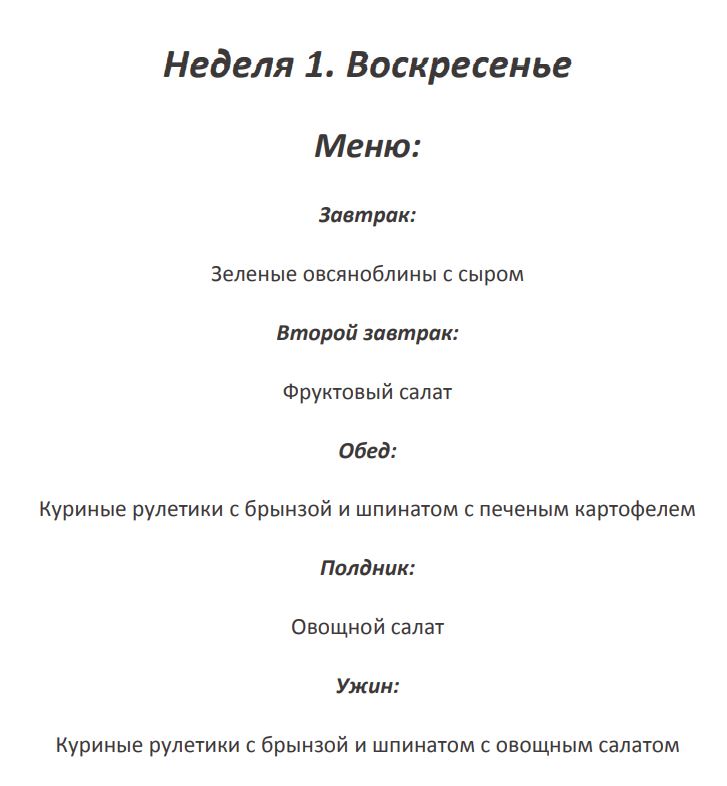 Неделя 1. Воскресенье
Меню:
Завтрак:
Зеленые овсяноблины с сыром
Второй завтрак:
Фруктовый салат
Обед:
Куриные рулетики с брынзой и шпинатом с печеным картофелем
Полдник:
Овощной салат
Ужин:
Куриные рулетики с брынзой и шпинатом с овощным салатом